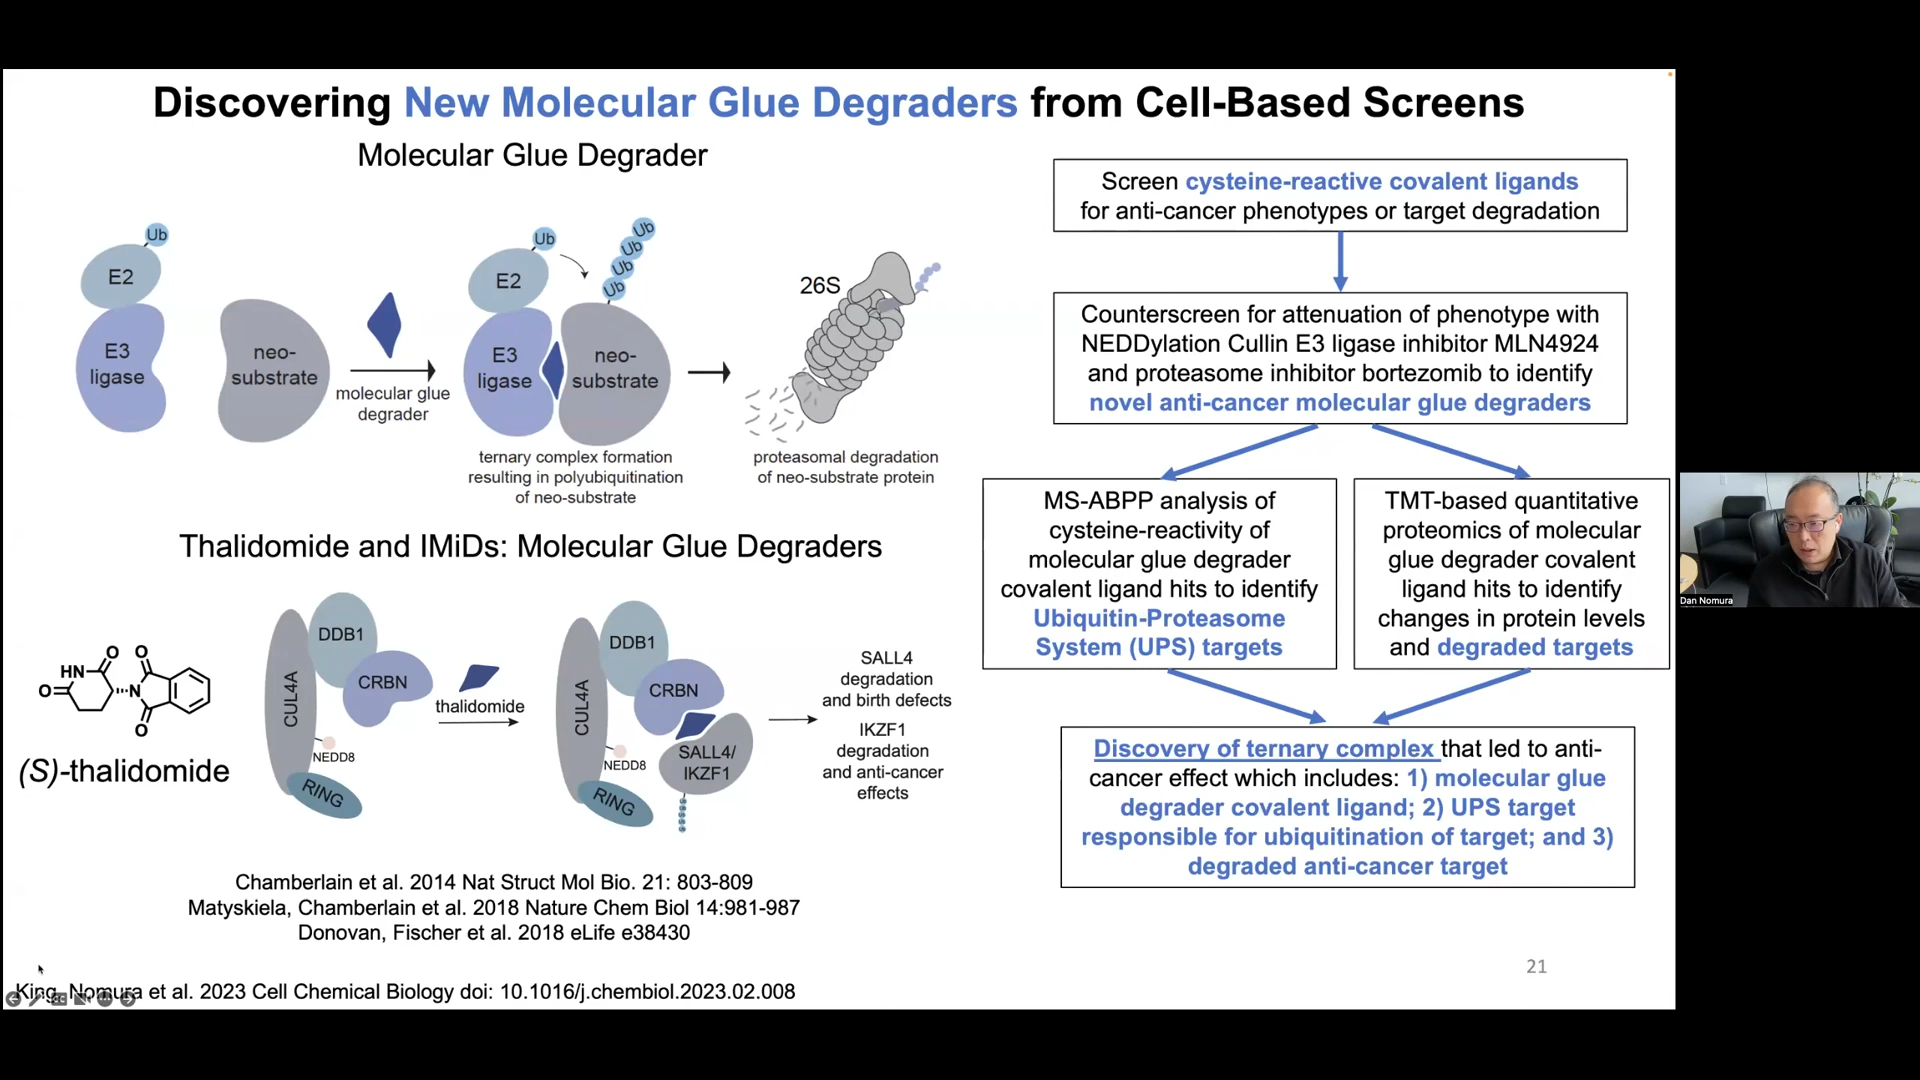 Discovering New Molecular Glue Degraders from Cell-Based Screens
Molecular Glue Degrader
Ub
E2
E3
ligase
neo-
substrate
molecular glue
degrader
Ub
E2
E3
ligase
neo-
substrate
Ub
Ub
Ub
Ub
ternary complex formation
resulting in polyubiquitination
of neo-substrate
26S
proteasomal degradation
of neo-substrate protein
Thalidomide and IMiDs: Molecular Glue Degraders
HN
O
O
O
N
O
(S)-thalidomide
DDB1
CUL4A
CRBN
NEDD8
RING
thalidomide
DDB1
CUL4A
CRBN
SALL4/
IKZF1
NEDD8
RING
SALL4
degradation
and birth defects
IKZF1
degradation
and anti-cancer
effects
Chamberlain et al. 2014 Nat Struct Mol Bio. 21: 803-809
Matyskiela, Chamberlain et al. 2018 Nature Chem Biol 14:981-987
Donovan, Fischer et al. 2018 eLife e38430
King, Nomura et al. 2023 Cell Chemical Biology doi: 10.1016/j.chembiol.2023.02.008
Screen cysteine-reactive covalent ligands
for anti-cancer phenotypes or target degradation
Counterscreen for attenuation of phenotype with
NEDDylation Cullin E3 ligase inhibitor MLN4924
and proteasome inhibitor bortezomib to identify
novel anti-cancer molecular glue degraders
MS-ABPP analysis of
cysteine-reactivity of
molecular glue degrader
covalent ligand hits to identify
Ubiquitin-Proteasome
System (UPS) targets
TMT-based quantitative
proteomics of molecular
glue degrader covalent
ligand hits to identify
changes in protein levels
and degraded targets
Discovery of ternary complex that led to anti-
cancer effect which includes: 1) molecular glue
degrader covalent ligand; 2) UPS target
responsible for ubiquitination of target; and 3)
degraded anti-cancer target
21
Dan Nomura